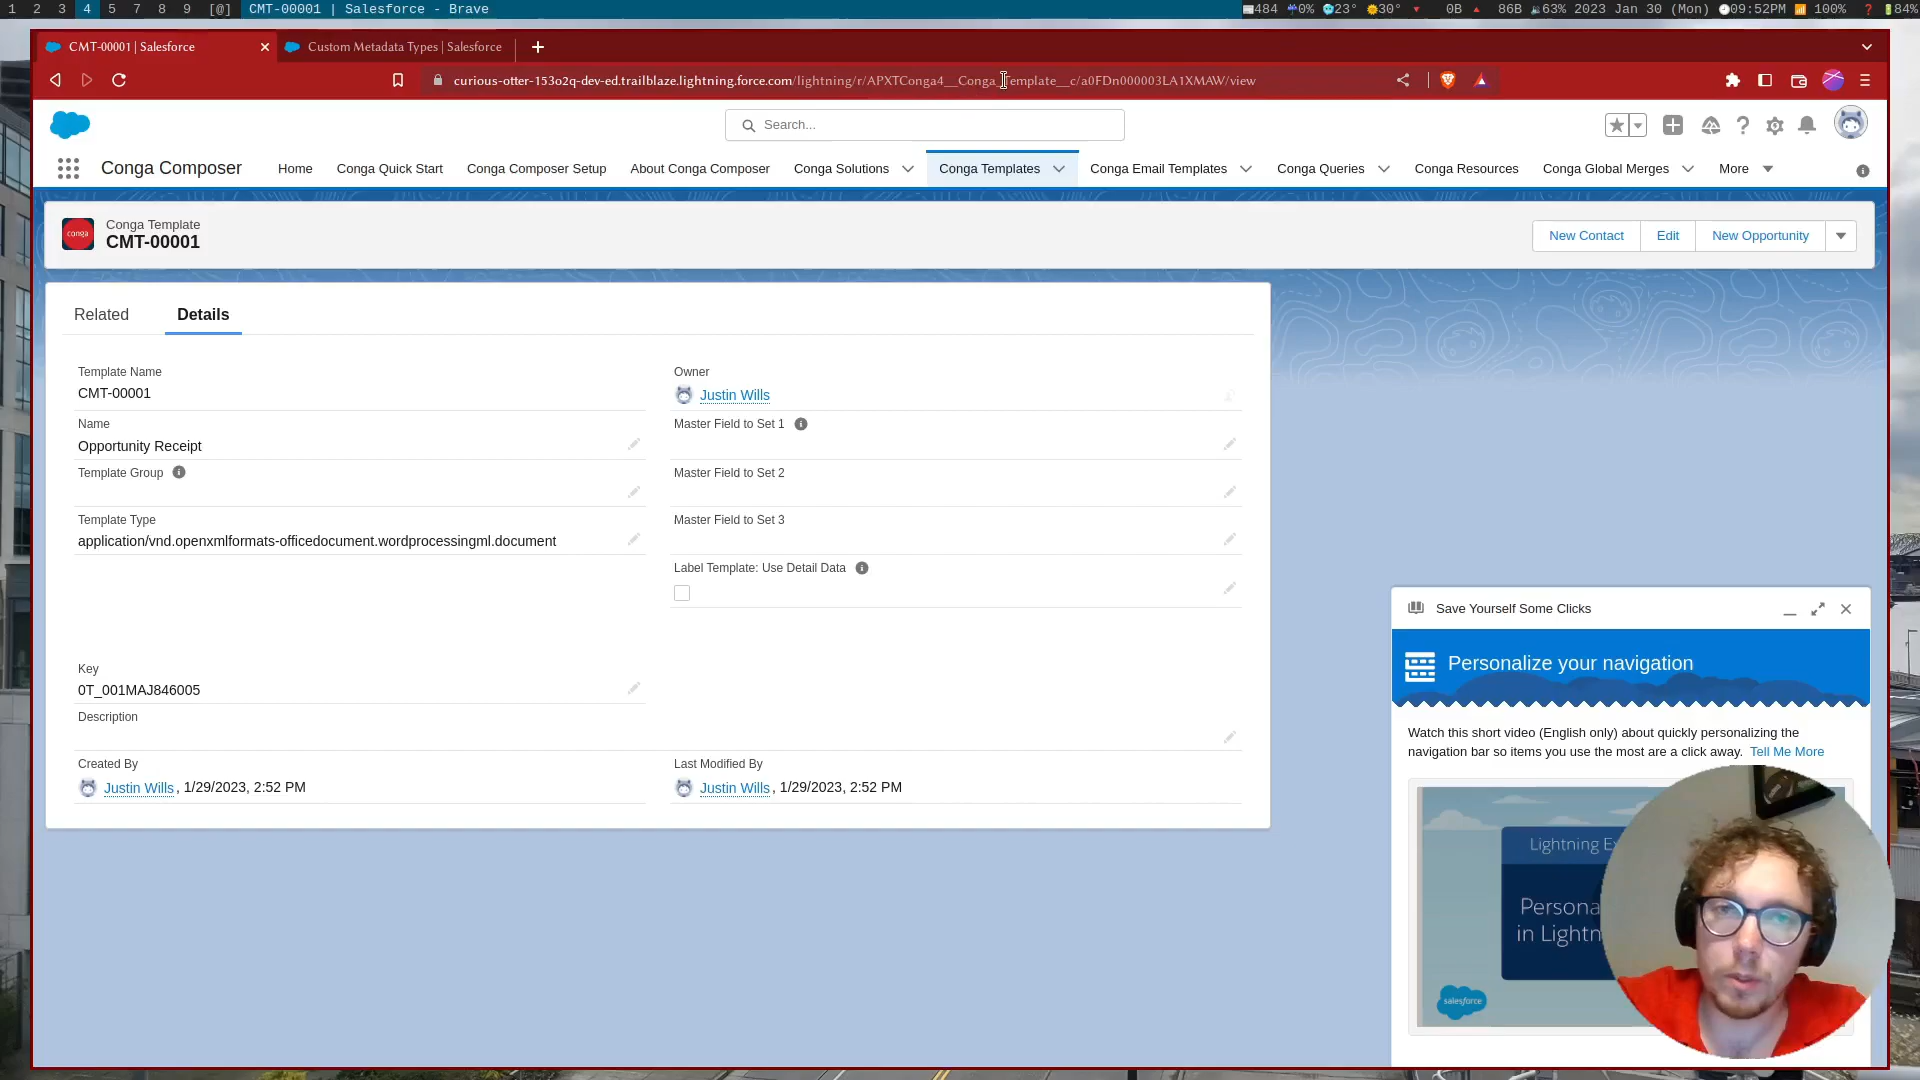 1 2 3 4 5 7 8 9 [@] CMT-00001 | Salesforce - Brave
484 0% 23° 30° 0B 86B 63% 2023 Jan 30 (Mon) 09:52PM 100% 84%
CMT-00001 | Salesforce
Custom Metadata Types | Salesforce
curious-otter-153o2q-dev-ed.trailblaze.lightning.force.com/lightning/r/APXTConga4__Conga_Template__c/a0FDn000003LA1XMAW/view
Search...
Conga Composer
Home
Conga Quick Start
Conga Composer Setup
About Conga Composer
Conga Solutions
Conga Templates
Conga Email Templates
Conga Queries
Conga Resources
Conga Global Merges
More
conga
Conga Template
CMT-00001
New Contact
Edit
New Opportunity
Related
Details
Template Name
CMT-00001
Owner
Justin Wills
Name
Opportunity Receipt
Master Field to Set 1
Template Group
Master Field to Set 2
Template Type
application/vnd.openxmlformats-officedocument.wordprocessingml.document
Master Field to Set 3
Label Template: Use Detail Data
Key
0T_001MAJ846005
Description
Created By
Justin Wills, 1/29/2023, 2:52 PM
Last Modified By
Justin Wills, 1/29/2023, 2:52 PM
Save Yourself Some Clicks
Personalize your navigation
Watch this short video (English only) about quickly personalizing the
navigation bar so items you use the most are a click away. Tell Me More
Lightning Ex
Persona
in Lightn
salesforce